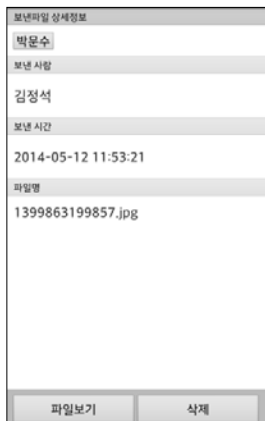 보낸파일 상세정보
박문수
보낸 사람
김정석
보낸 시간
2014-05-12 11:53:21
파일명
1399863199857.jpg
파일보기 삭제